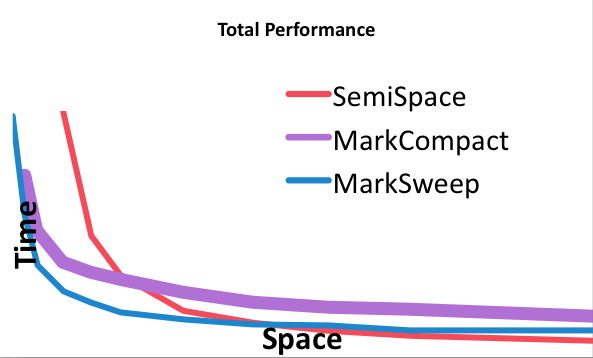 Total Performance
SemiSpace
MarkCompact
MarkSweep
Time
Space